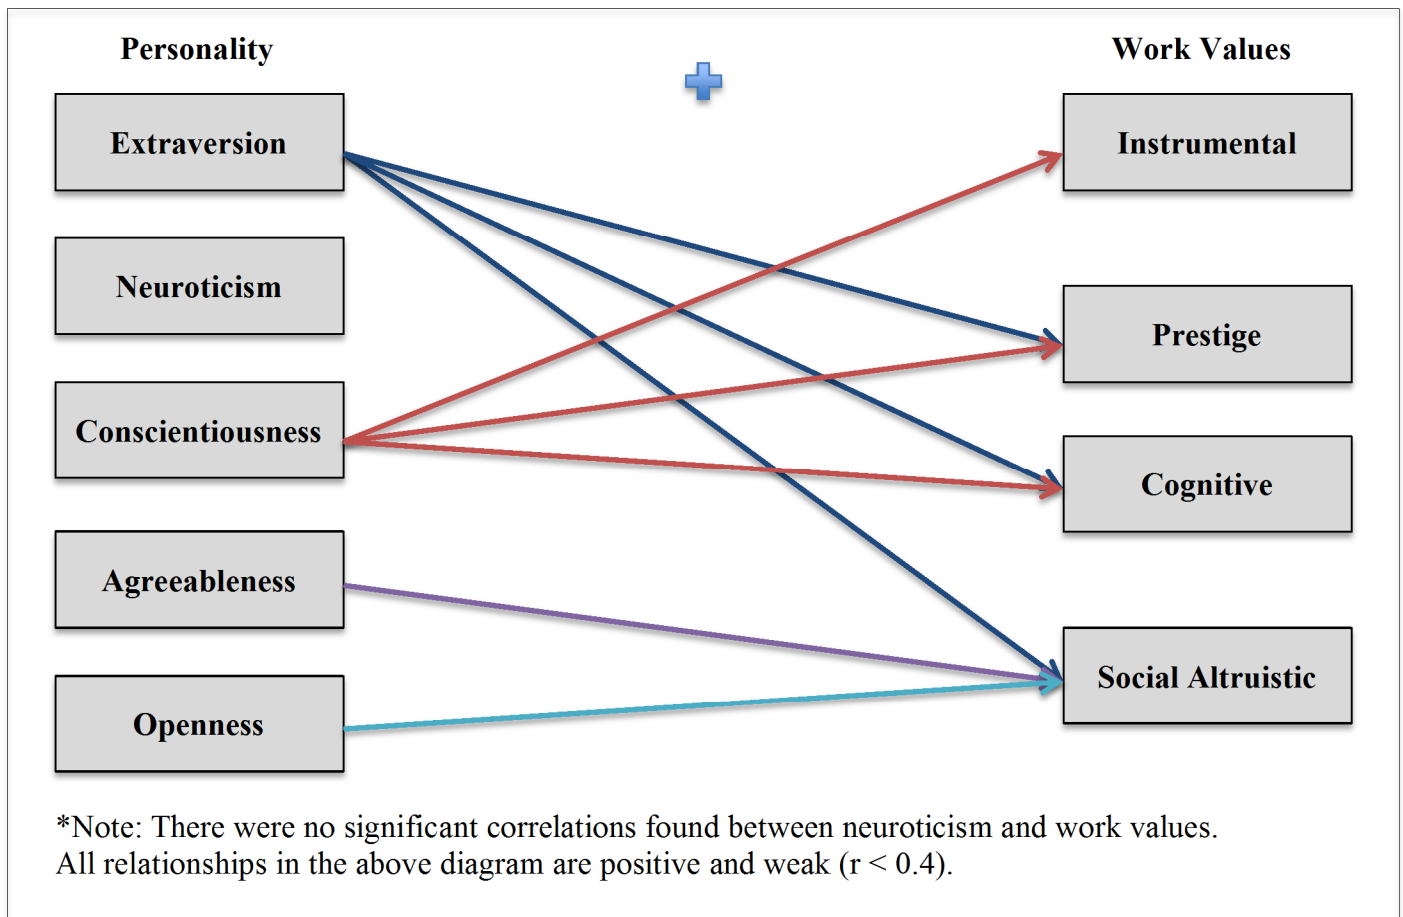 Personality
Work Values
Extraversion
Instrumental
Neuroticism
Prestige
Conscientiousness
Cognitive
Agreeableness
Social Altruistic
Openness
*Note: There were no significant correlations found between neuroticism and work values.
All relationships in the above diagram are positive and weak (r < 0.4).